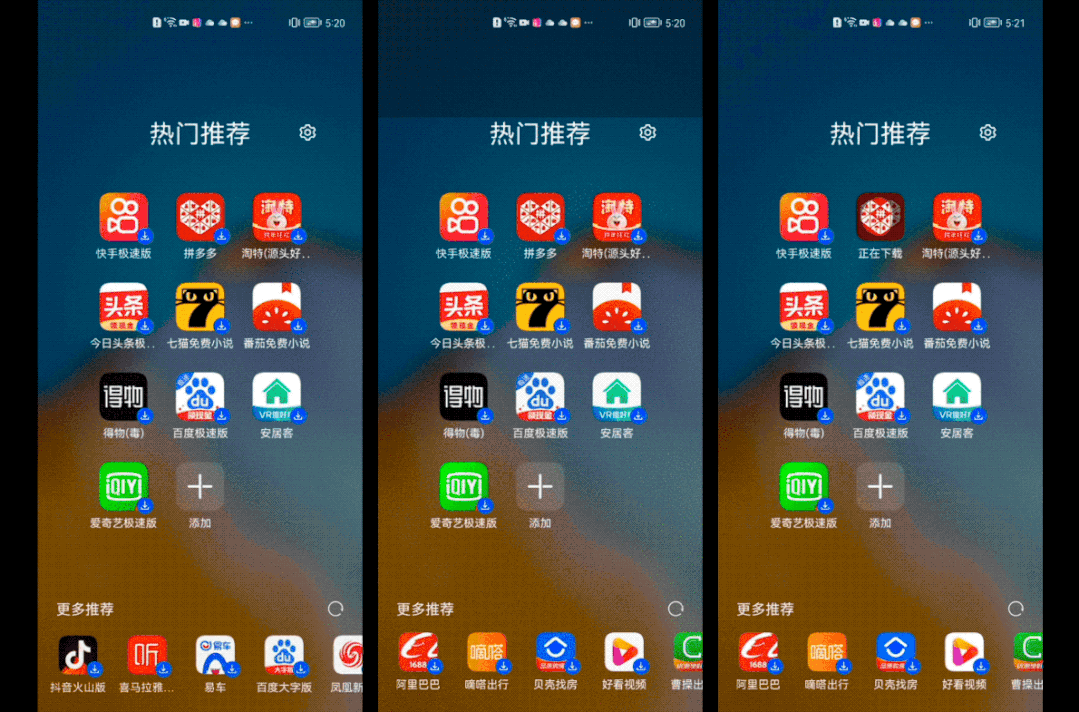 5:20
热门推荐
快手极速版 拼多多 淘特(源头好..
今日头条极.. 七猫免费小说 番茄免费小说
得物(毒) 百度极速版 安居客
爱奇艺极速版 添加
更多推荐
抖音火山版 喜马拉雅... 易车 百度大字版 凤凰新
5:20
热门推荐
快手极速版 拼多多 淘特(源头好..
今日头条极.. 七猫免费小说 番茄免费小说
得物(毒) 百度极速版 安居客
爱奇艺极速版 添加
更多推荐
阿里巴巴 嘀嗒出行 贝壳找房 好看视频 曹操出
5:21
热门推荐
快手极速版 正在下载 淘特(源头好..
今日头条极.. 七猫免费小说 番茄免费小说
得物(毒) 百度极速版 安居客
爱奇艺极速版 添加
更多推荐
阿里巴巴 嘀嗒出行 贝壳找房 好看视频 曹操出